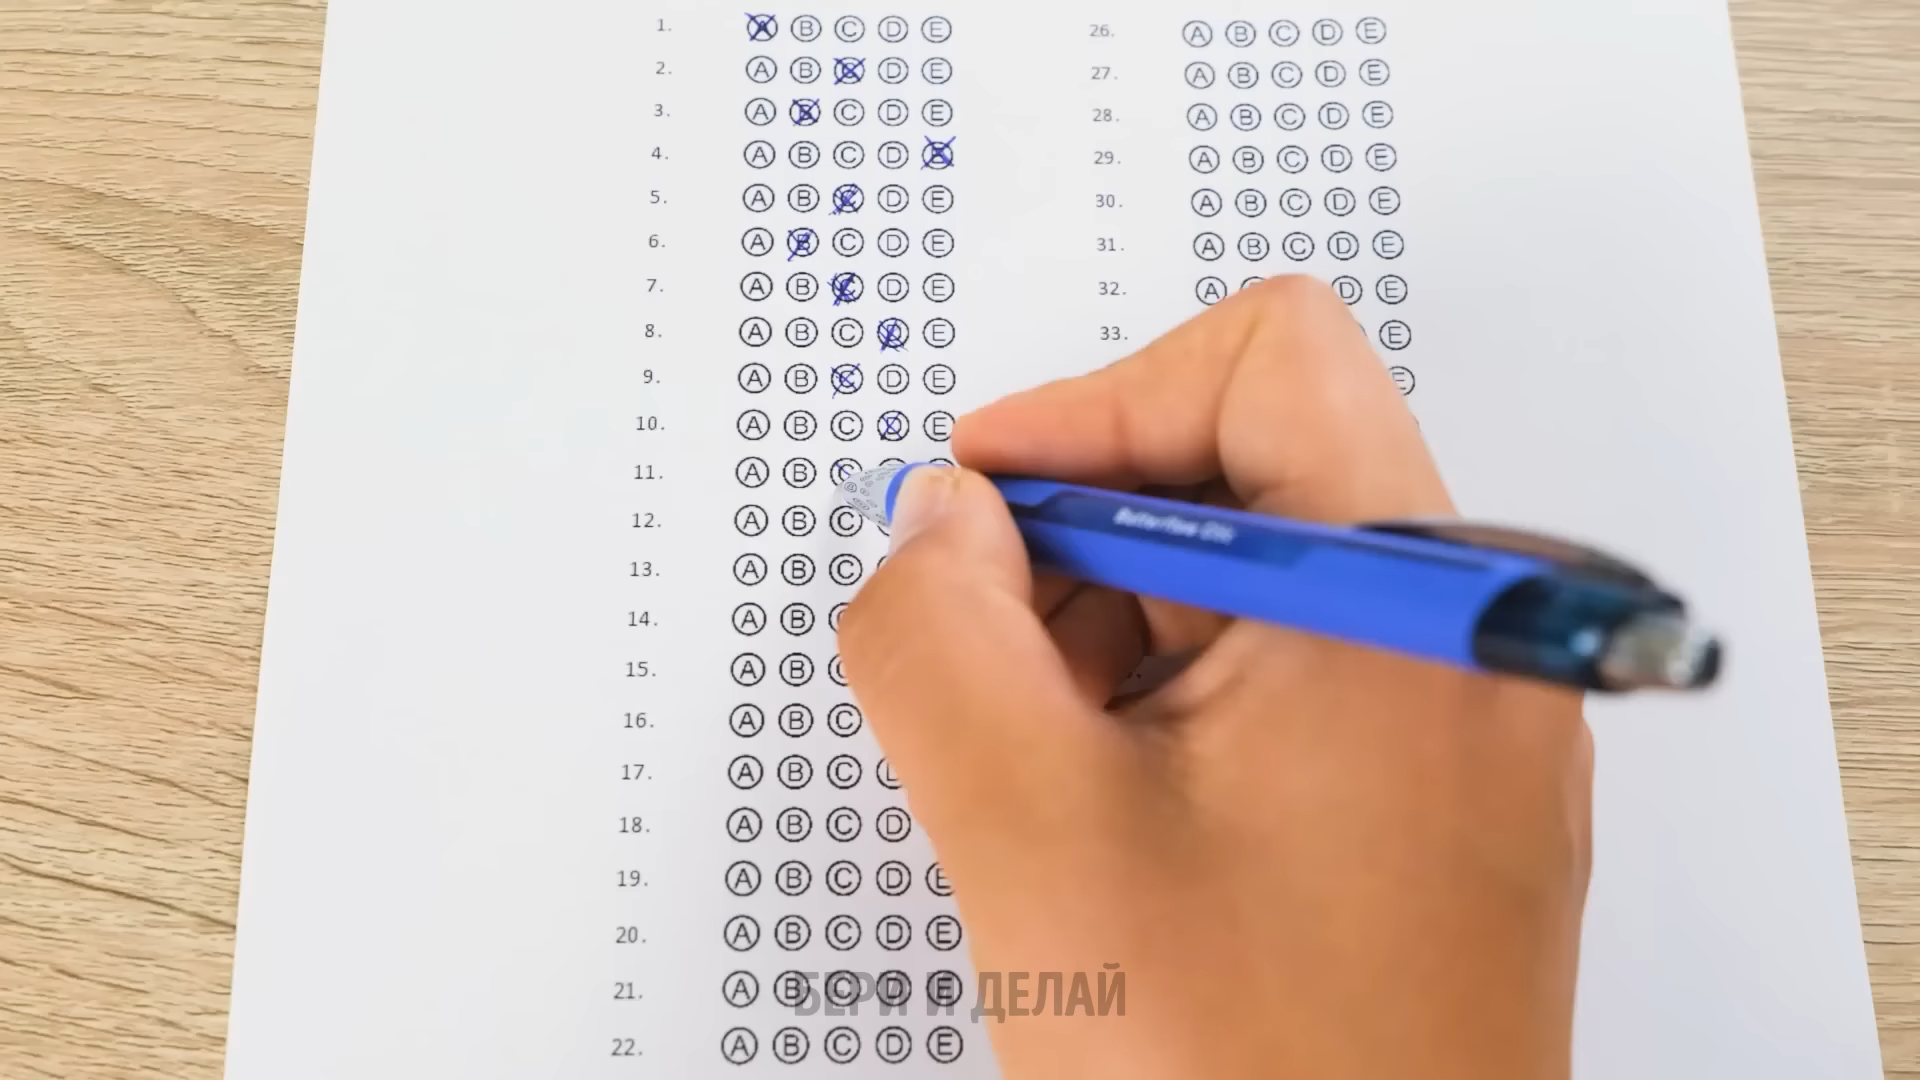 1. A B C D E
2. A B C D E
3. A B C D E
4. A B C D E
5. A B C D E
6. A B C D E
7. A B C D E
8. A B C D E
9. A B C D E
10. A B C D E
11. A B C
12. A B C
13. A B C
14. A B C
15. A B C
16. A B C
17. A B C D
18. A B C D
19. A B C D E
20. A B C D E
21. A B C D E
22. A B C D E
26. A B C D E
27. A B C D E
28. A B C D E
29. A B C D E
30. A B C D E
31. A B C D E
32. A D E
33. E
E
БЕРИ И ДЕЛАЙ